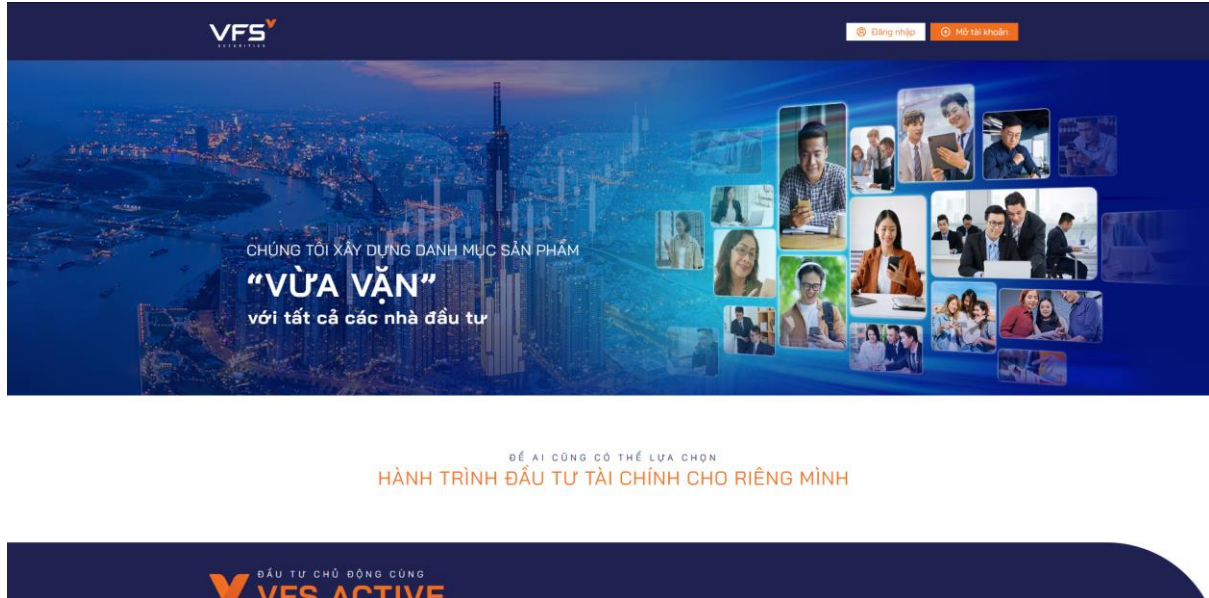 VFS
SECURITIES
Đăng nhập
Mở tài khoản
CHÚNG TÔI XÂY DỰNG DANH MỤC SẢN PHẨM
“VỪA VẶN”
với tất cả các nhà đầu tư
ĐỂ AI CŨNG CÓ THỂ LỰA CHỌN
HÀNH TRÌNH ĐẦU TƯ TÀI CHÍNH CHO RIÊNG MÌNH
ĐẦU TƯ CHỦ ĐỘNG CÙNG
VFS ACTIVE